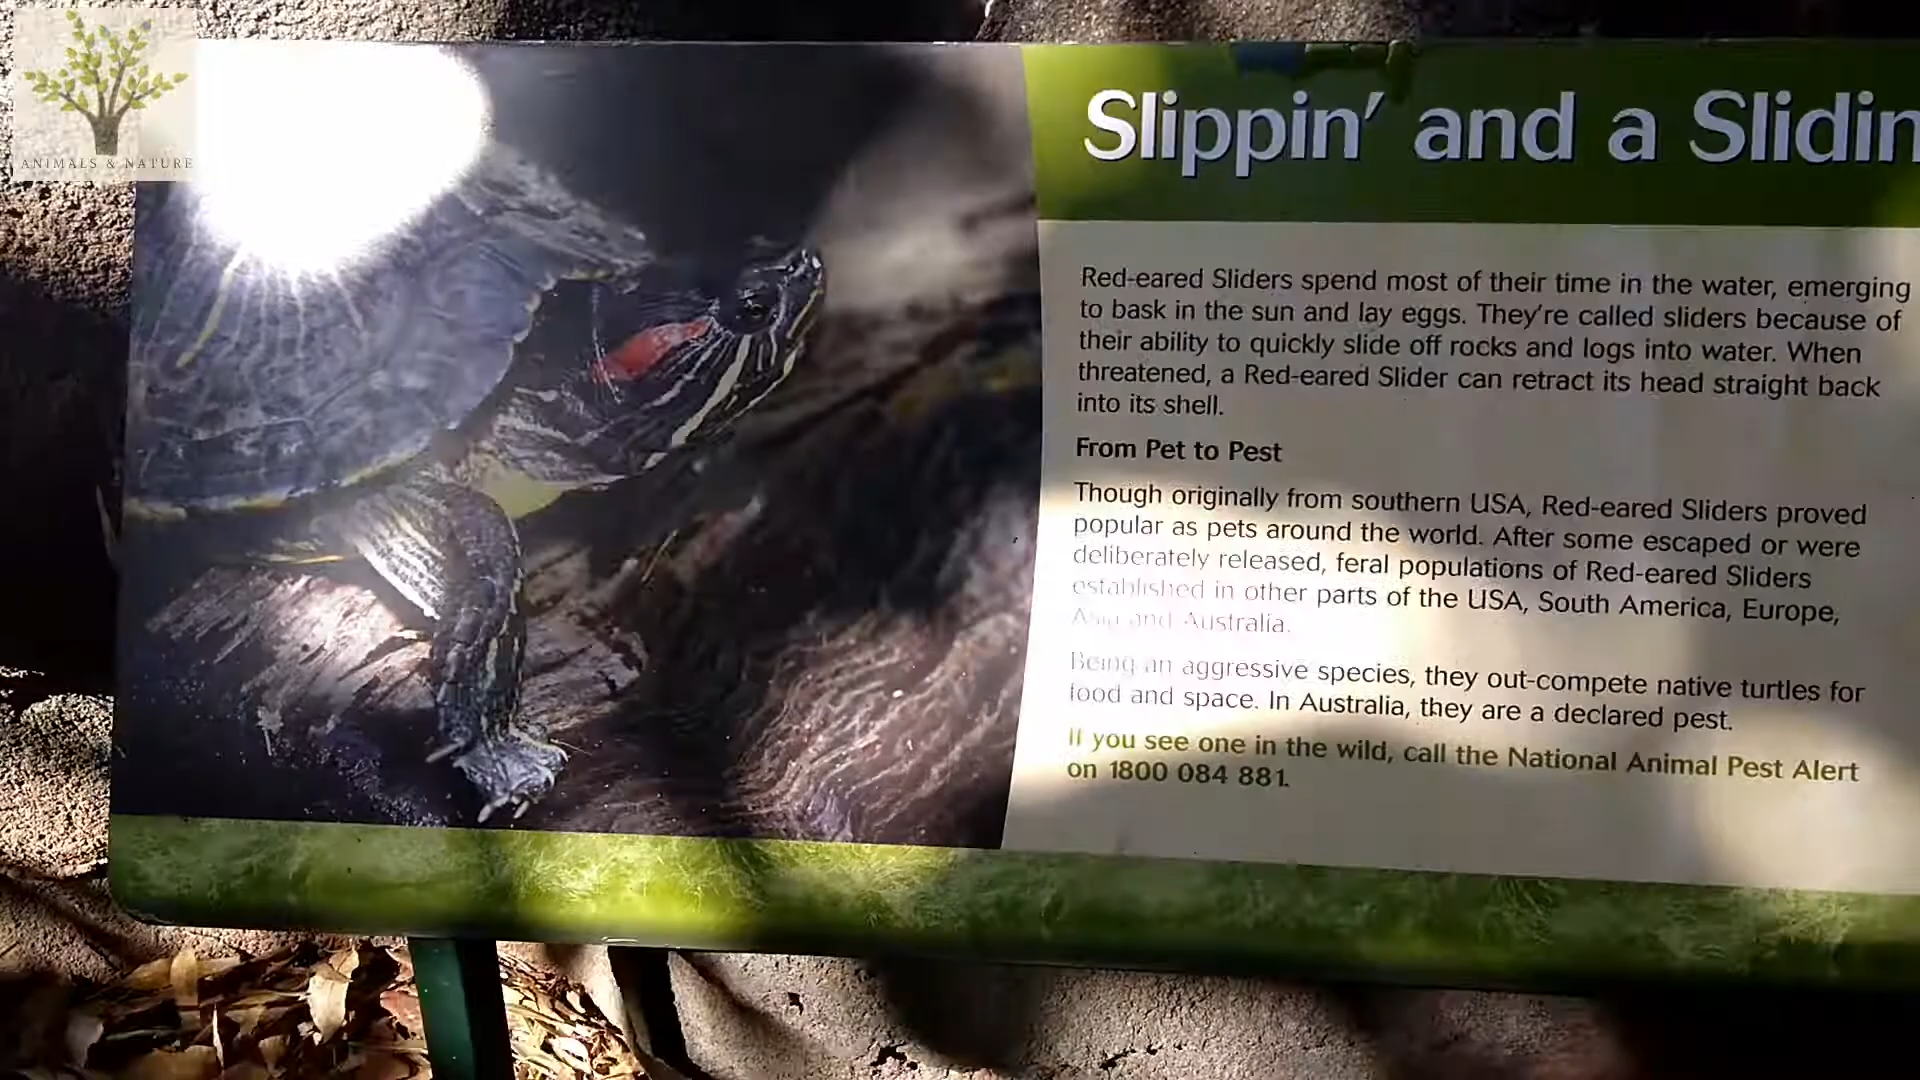 ANIMALS & NATURE
Slippin' and a Slidin
Red-eared Sliders spend most of their time in the water, emerging
to bask in the sun and lay eggs. They're called sliders because of
their ability to quickly slide off rocks and logs into water. When
threatened, a Red-eared Slider can retract its head straight back
into its shell.
From Pet to Pest
Though originally from southern USA, Red-eared Sliders proved
popular as pets around the world. After some escaped or were
deliberately released, feral populations of Red-eared Sliders
established in other parts of the USA, South America, Europe,
Asia and Australia.
Being an aggressive species, they out-compete native turtles for
food and space. In Australia, they are a declared pest.
If you see one in the wild, call the National Animal Pest Alert
on 1800 084 881.